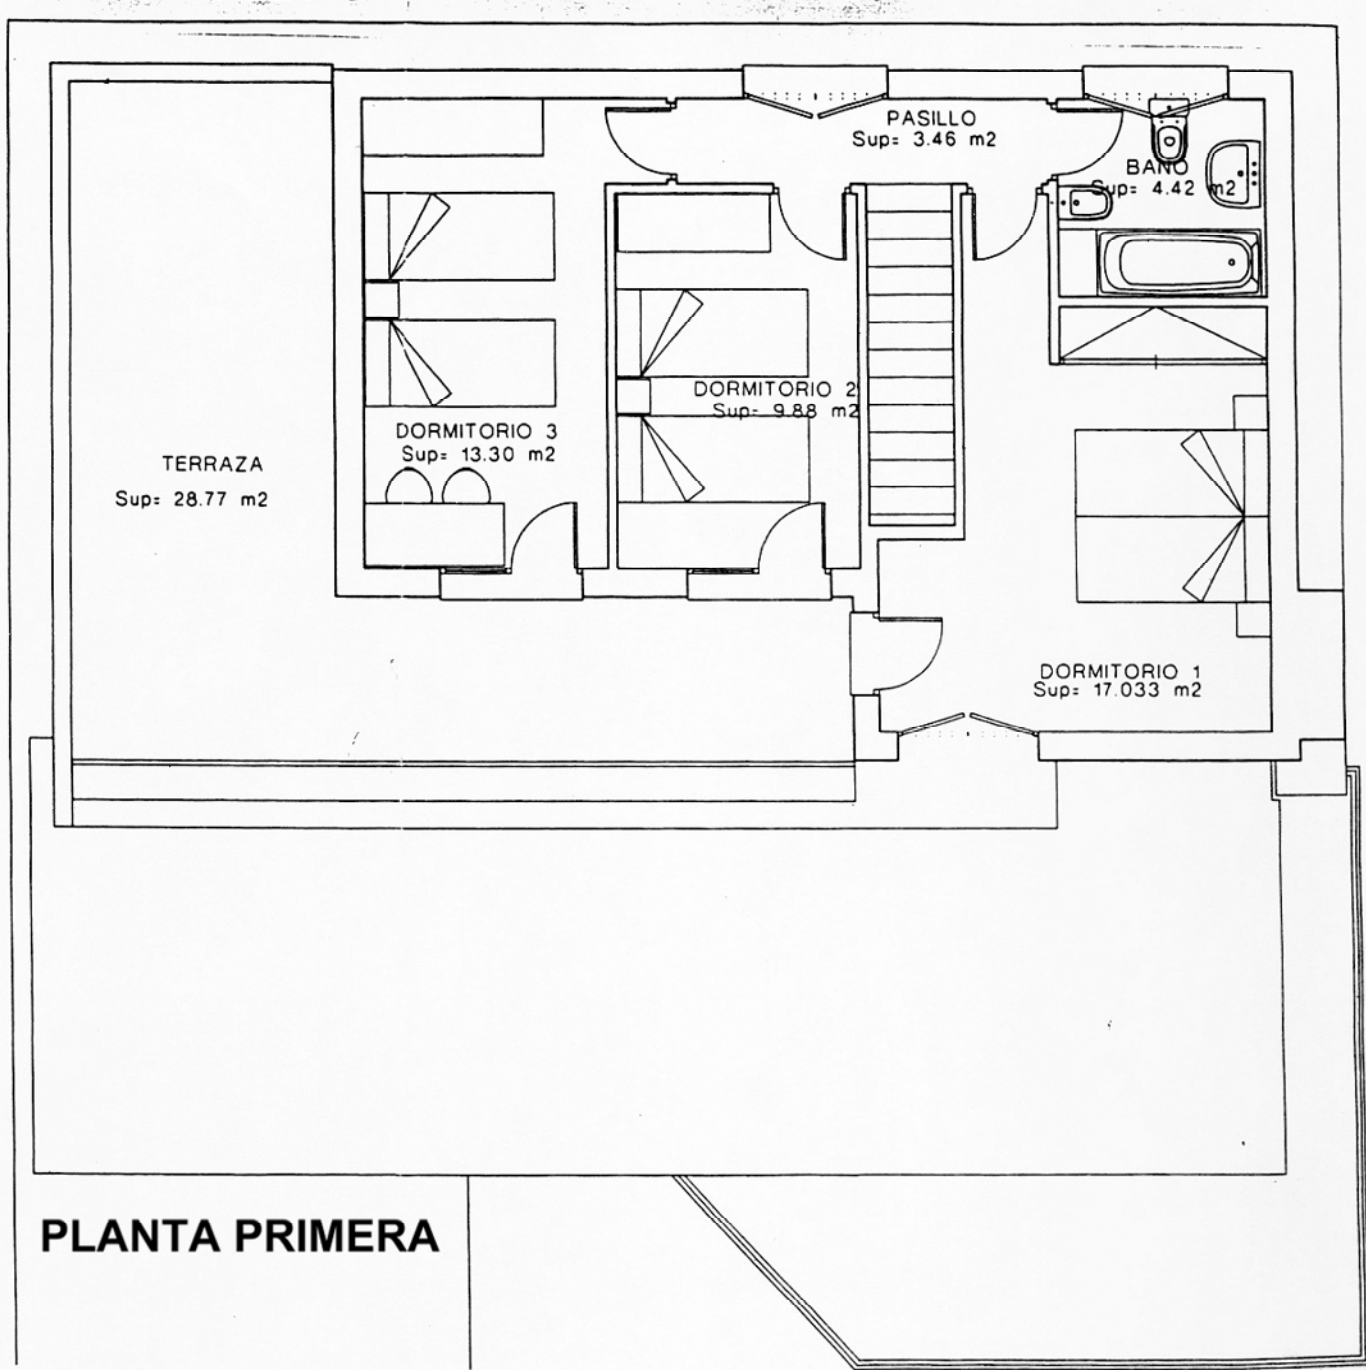 PASILLO
Sup= 3.46 m2
BAÑO
Sup= 4.42 m2
DORMITORIO 2
Sup= 9.88 m2
DORMITORIO 3
Sup= 13.30 m2
TERRAZA
Sup= 28.77 m2
DORMITORIO 1
Sup= 17.033 m2
PLANTA PRIMERA